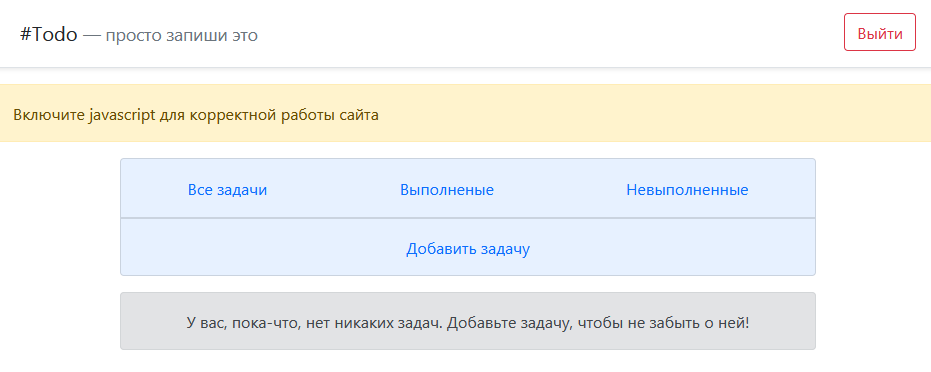 #Todo — просто запиши это
Выйти
Включите javascript для корректной работы сайта
Все задачи
Выполненые
Невыполненные
Добавить задачу
У вас, пока-что, нет никаких задач. Добавьте задачу, чтобы не забыть о ней!